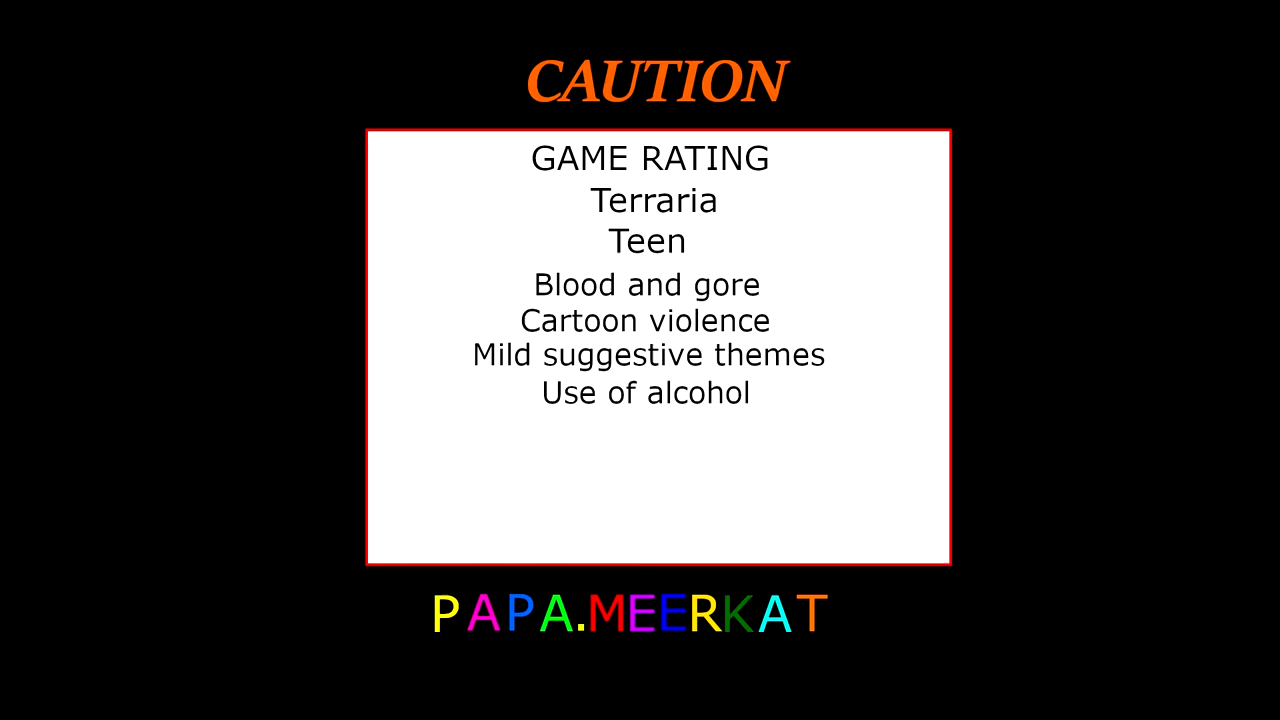 CAUTION
GAME RATING
Terraria
Teen
Blood and gore
Cartoon violence
Mild suggestive themes
Use of alcohol
PAPA.MEERKAT